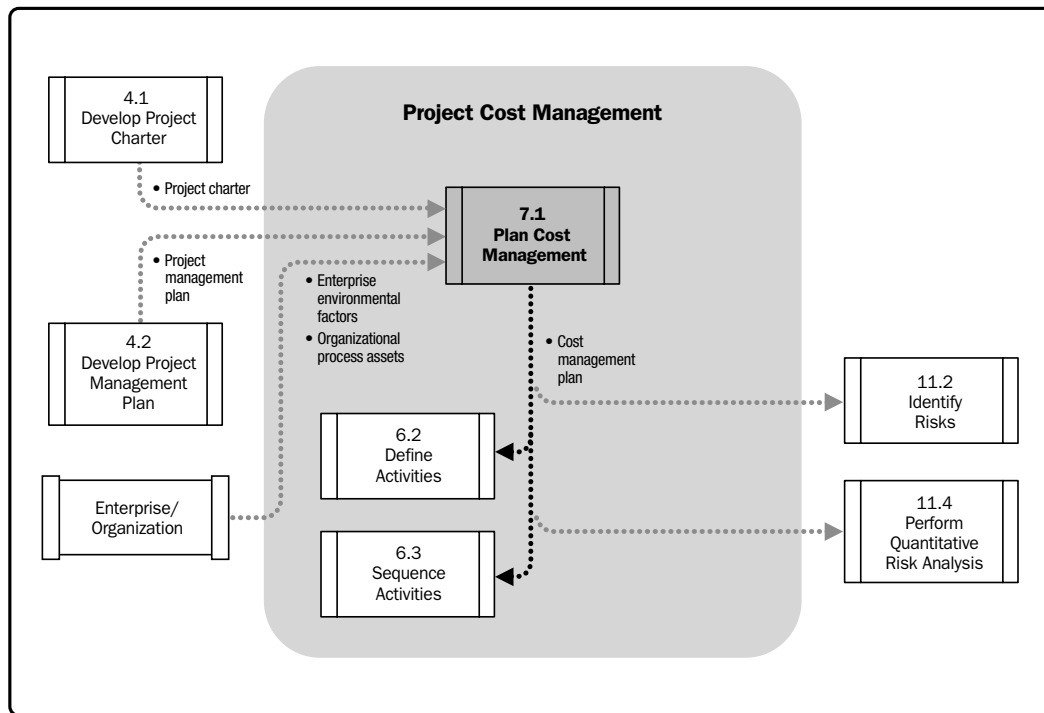 Project Cost Management
4.1
Develop Project
Charter
• Project charter
7.1
Plan Cost
Management
• Project
management
plan
• Enterprise
environmental
factors
• Organizational
process assets
4.2
Develop Project
Management
Plan
• Cost
management
plan
11.2
Identify
Risks
6.2
Define
Activities
Enterprise/
Organization
11.4
Perform
Quantitative
Risk Analysis
6.3
Sequence
Activities